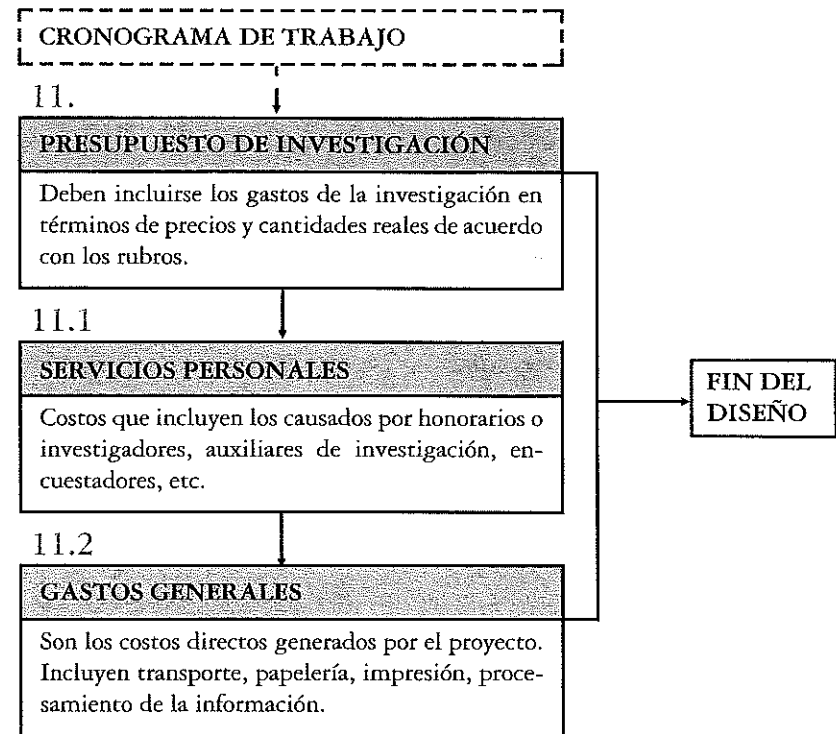 CRONOGRAMA DE TRABAJO
11.
PRESUPUESTO DE INVESTIGACIÓN
Deben incluirse los gastos de la investigación en
términos de precios y cantidades reales de acuerdo
con los rubros.
11.1
SERVICIOS PERSONALES
Costos que incluyen los causados por honorarios o
investigadores, auxiliares de investigación, en-
cuestadores, etc.
11.2
GASTOS GENERALES
Son los costos directos generados por el proyecto.
Incluyen transporte, papelería, impresión, proce-
samiento de la información.
FIN DEL
DISEÑO